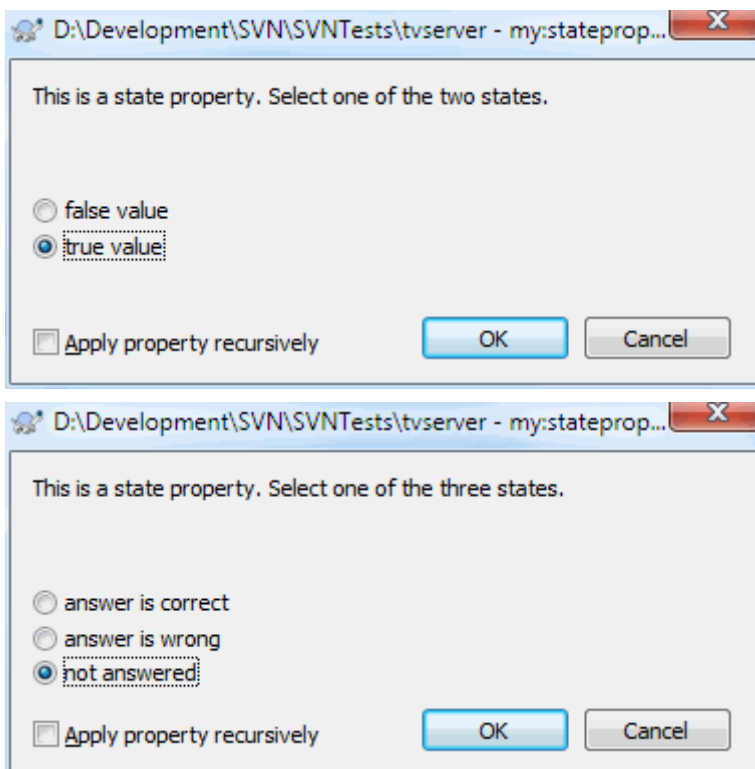 D:\Development\SVN\SVNTests\tvserver - my:stateprop...
This is a state property. Select one of the two states.
false value
true value
Apply property recursively OK Cancel
D:\Development\SVN\SVNTests\tvserver - my:stateprop...
This is a state property. Select one of the three states.
answer is correct
answer is wrong
not answered
Apply property recursively OK Cancel